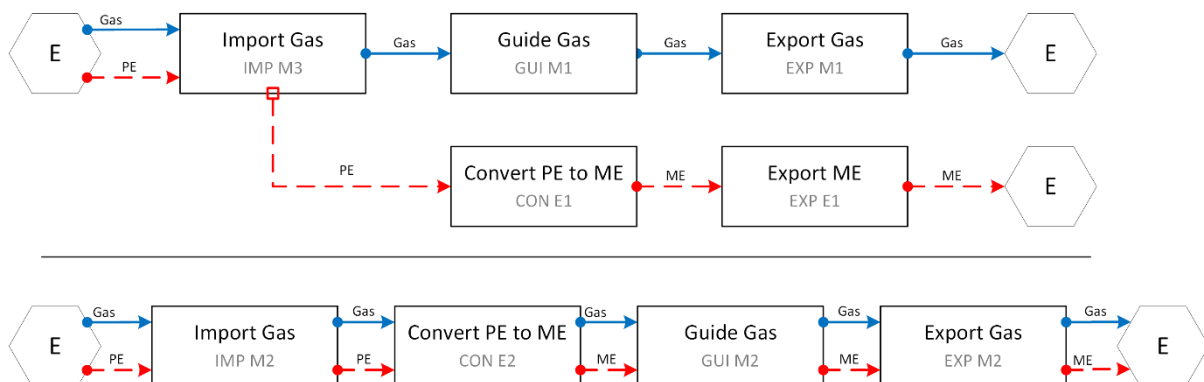 Gas
PE
E
Import Gas
IMP M3
Gas
Guide Gas
GUI M1
Gas
Export Gas
EXP M1
Gas
E
PE
Convert PE to ME
CON E1
ME
Export ME
EXP E1
ME
E
Gas
PE
E
Import Gas
IMP M2
Gas
PE
Convert PE to ME
CON E2
Gas
ME
Guide Gas
GUI M2
Gas
ME
Export Gas
EXP M2
Gas
ME
E